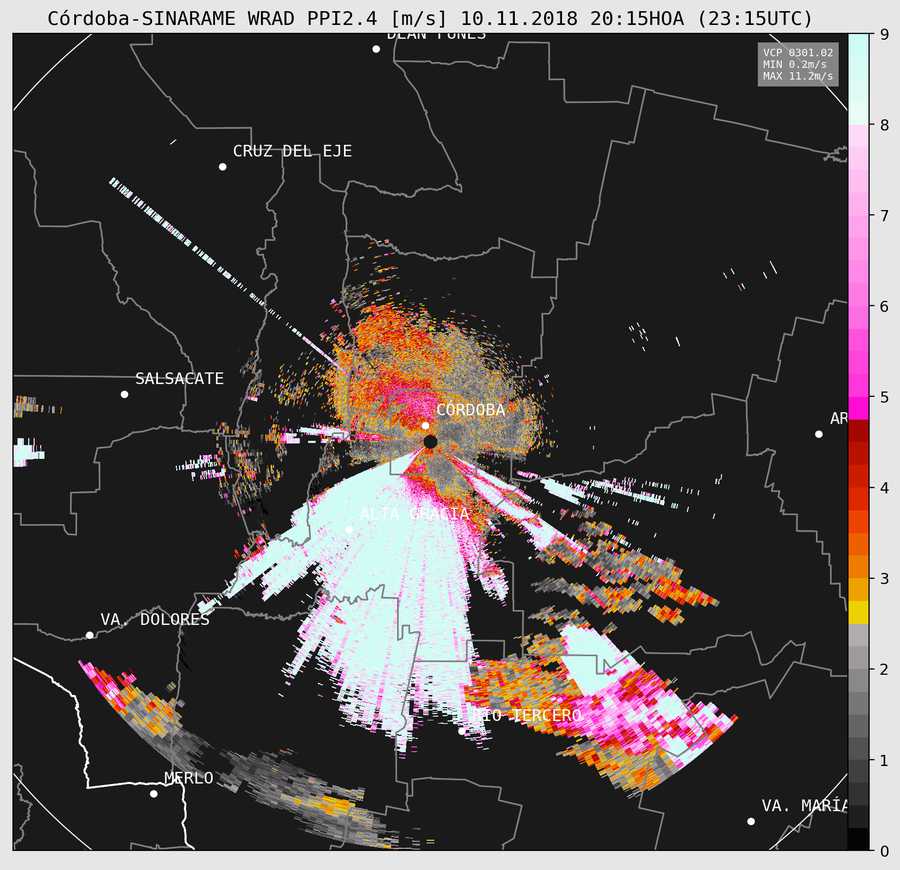 Córdoba-SINARAME WRAD PPI2.4 [m/s] 10.11.2018 20:15HOA (23:15UTC)
DEAN FUNES
VCP 0301.02
MIN 0.2m/s
MAX 11.2m/s
CRUZ DEL EJE
SALSACATE
CÓRDOBA
AR
ALTA GRACIA
VA. DOLORES
RIO TERCERO
MERLO
VA. MARÍA
9
8
7
6
5
4
3
2
1
0